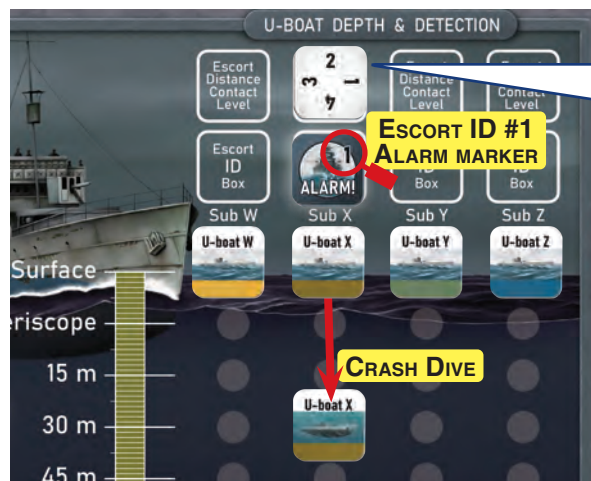 U-BOAT DEPTH & DETECTION
Escort
Distance
Contact
Level
2
3
1
4
Distance
Contact
Level
Contact
Level
Escort
ID
Box
1
ALARM!
ESCORT ID #1
ALARM MARKER
Box
ID
Box
Sub W
Sub X
Sub Y
Sub Z
U-boat W
U-boat X
U-boat Y
U-boat Z
Surface
eriscope
15 m
CRASH DIVE
U-boat X
30 m
45 m